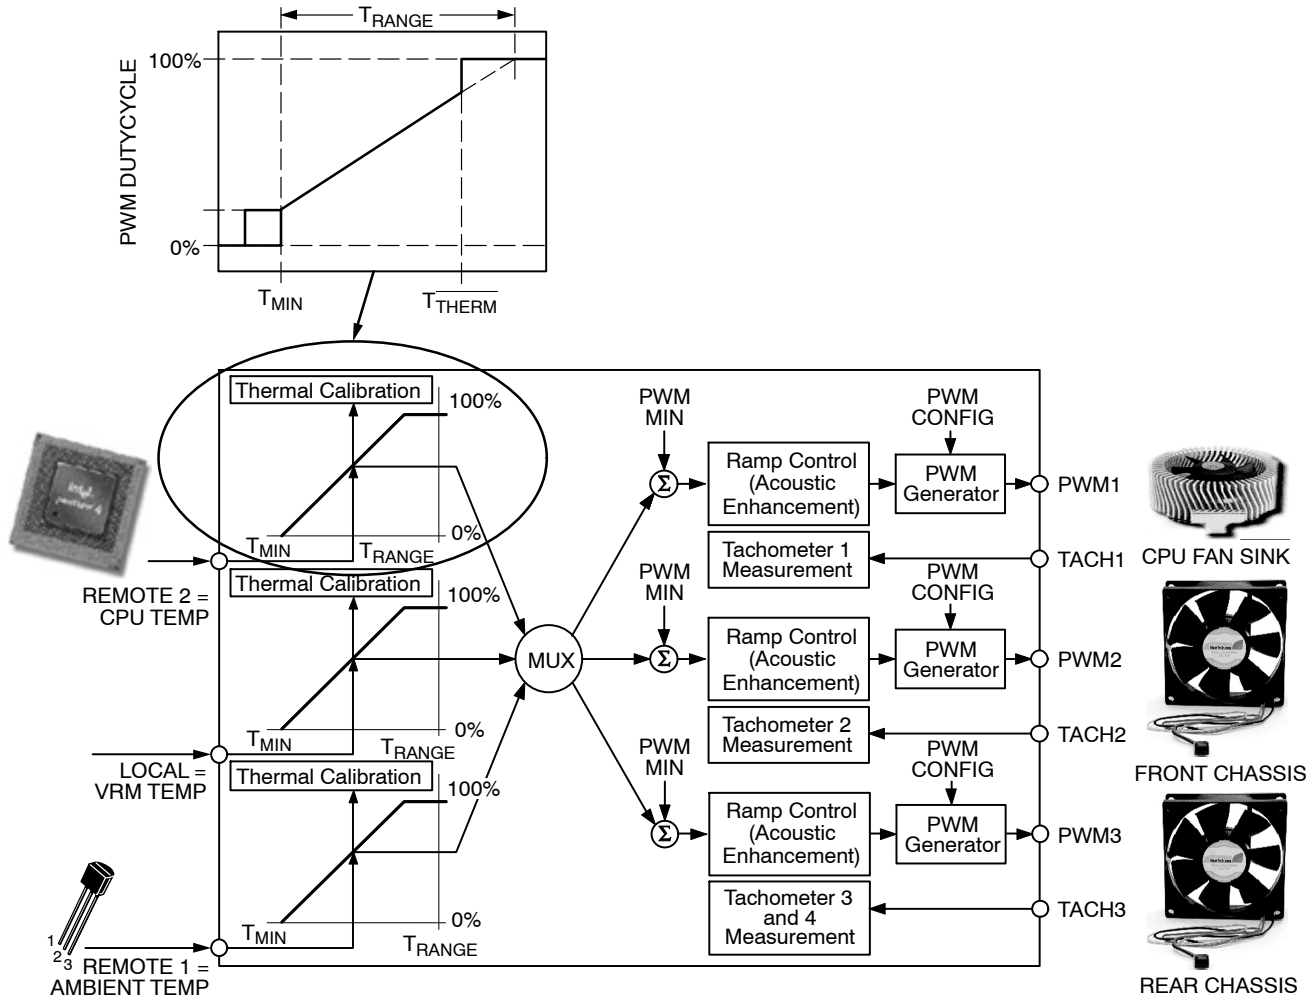 TRANGE
100%
PWM DUTYCYCLE
0%
TMIN
TTHERM
Thermal Calibration
100%
TMIN
TRANGE
0%
REMOTE 2 =
CPU TEMP
Thermal Calibration
100%
TMIN
TRANGE
0%
LOCAL =
VRM TEMP
Thermal Calibration
100%
TMIN
TRANGE
0%
1
2
3
REMOTE 1 =
AMBIENT TEMP
MUX
PWM
MIN
Σ
Ramp Control
(Acoustic
Enhancement)
PWM
CONFIG
PWM
Generator
PWM1
Tachometer 1
Measurement
TACH1
CPU FAN SINK
PWM
MIN
Σ
Ramp Control
(Acoustic
Enhancement)
PWM
CONFIG
PWM
Generator
PWM2
Tachometer 2
Measurement
TACH2
FRONT CHASSIS
PWM
MIN
Σ
Ramp Control
(Acoustic
Enhancement)
PWM
CONFIG
PWM
Generator
PWM3
Tachometer 3
and 4
Measurement
TACH3
REAR CHASSIS
intel